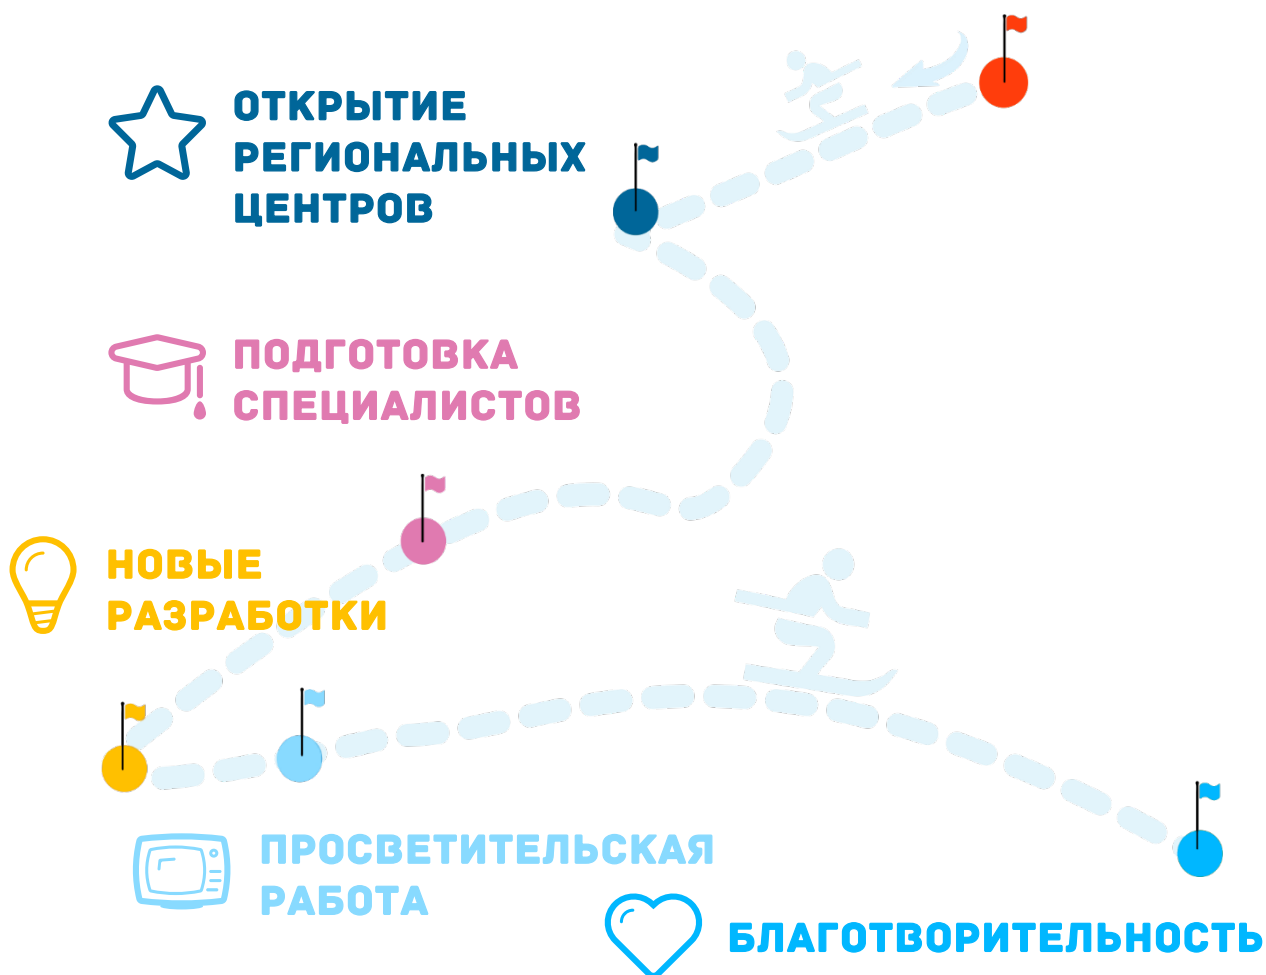 ОТКРЫТИЕ
РЕГИОНАЛЬНЫХ
ЦЕНТРОВ
ПОДГОТОВКА
СПЕЦИАЛИСТОВ
НОВЫЕ
РАЗРАБОТКИ
ПРОСВЕТИТЕЛЬСКАЯ
РАБОТА
БЛАГОТВОРИТЕЛЬНОСТЬ